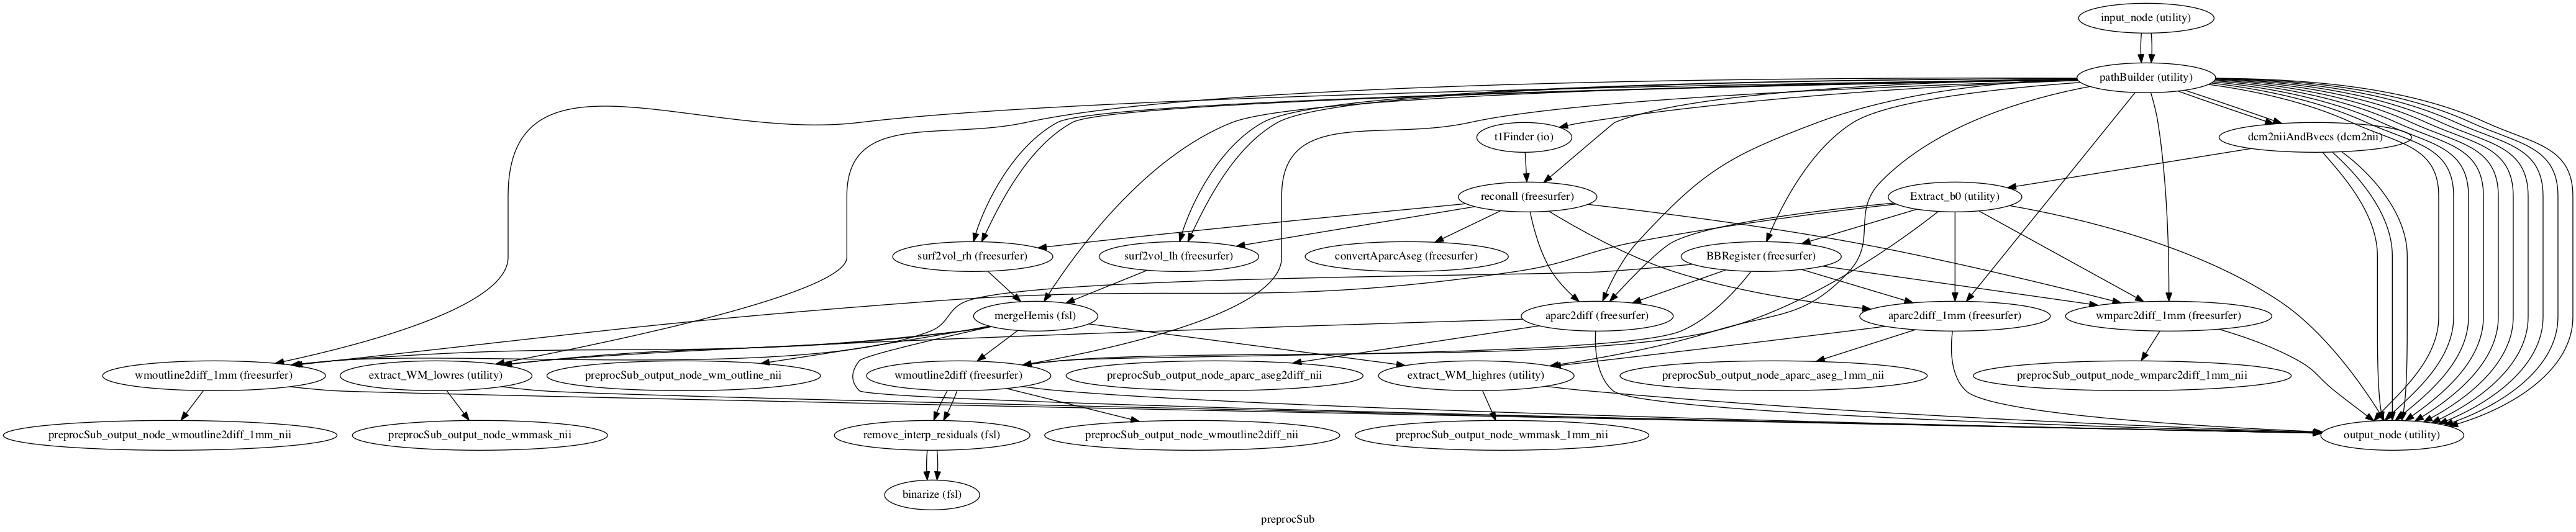 input_node (utility)
pathBuilder (utility)
t1Finder (io)
dcm2niiAndBvecs (dcm2nii)
reconall (freesurfer)
Extract_b0 (utility)
surf2vol_rh (freesurfer)
surf2vol_lh (freesurfer)
convertAparcAseg (freesurfer)
BBRegister (freesurfer)
mergeHemis (fsl)
aparc2diff (freesurfer)
aparc2diff_1mm (freesurfer)
wmparc2diff_1mm (freesurfer)
wmoutline2diff_1mm (freesurfer)
extract_WM_lowres (utility)
preprocSub_output_node_wm_outline_nii
wmoutline2diff (freesurfer)
preprocSub_output_node_aparc_aseg2diff_nii
extract_WM_highres (utility)
preprocSub_output_node_aparc_aseg_1mm_nii
preprocSub_output_node_wmparc2diff_1mm_nii
preprocSub_output_node_wmoutline2diff_1mm_nii
preprocSub_output_node_wmmask_nii
remove_interp_residuals (fsl)
preprocSub_output_node_wmoutline2diff_nii
preprocSub_output_node_wmmask_1mm_nii
output_node (utility)
binarize (fsl)
preprocSub